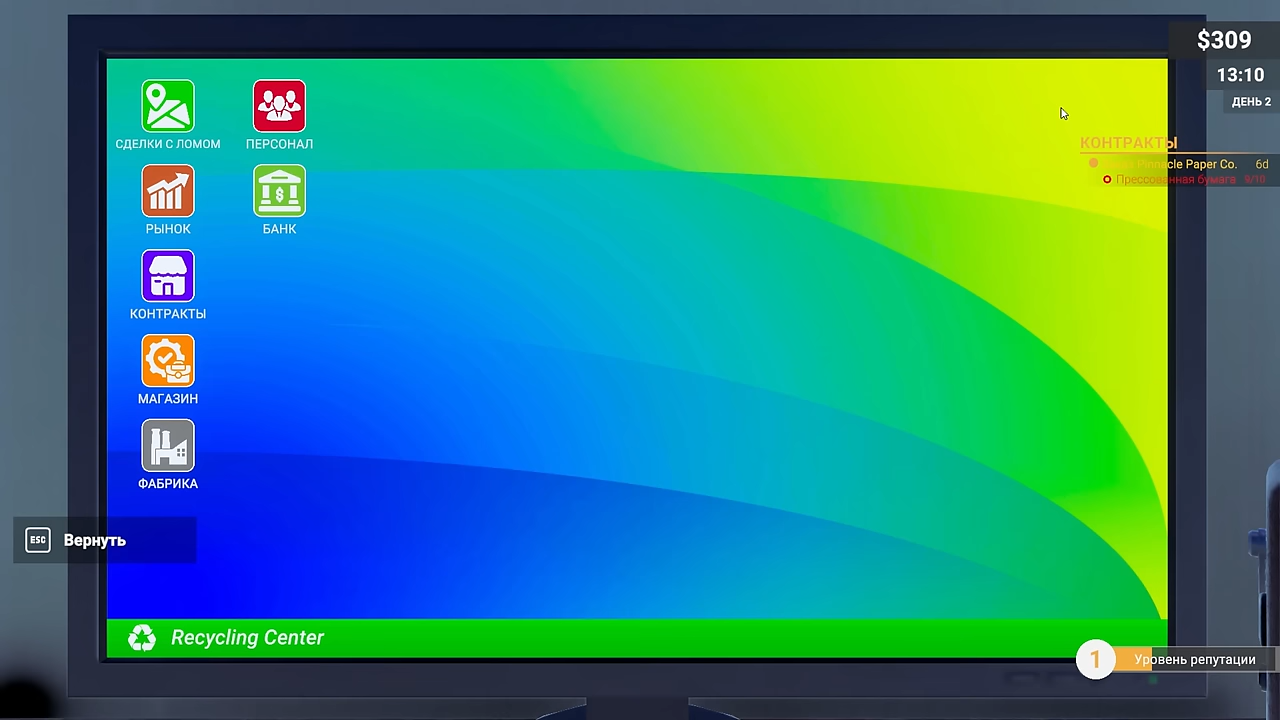 $309
13:10
ДЕНЬ 2
КОНТРАКТЫ
Pinnacle Paper Co. 6d
Прессованная бумага 9/10
СДЕЛКИ С ЛОМОМ
ПЕРСОНАЛ
РЫНОК
БАНК
КОНТРАКТЫ
МАГАЗИН
ФАБРИКА
ESC Вернуть
Recycling Center
1 Уровень репутации